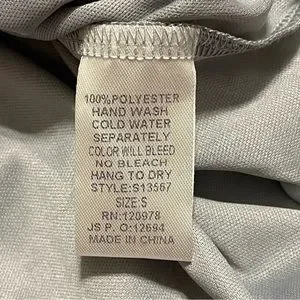 100%POLYESTER
HAND WASH
COLD WATER
SEPARATELY
COLOR WILL BLEED
NO BLEACH
HANG TO DRY
STYLE:S13567
SIZE:S
RN:120978
JS P.O:12694
MADE IN CHINA